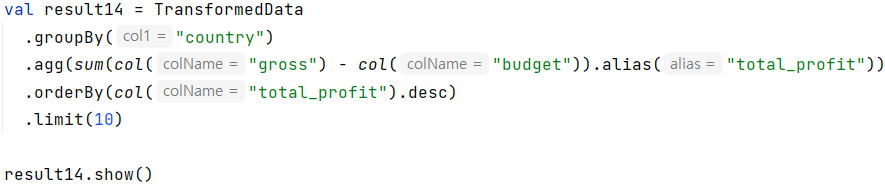 val result14 = TransformedData
.groupBy( col1 = "country")
.agg(sum(col( colName = "gross") - col( colName = "budget")).alias( alias = "total_profit"))
.orderBy(col( colName = "total_profit").desc)
.limit(10)
result14.show()